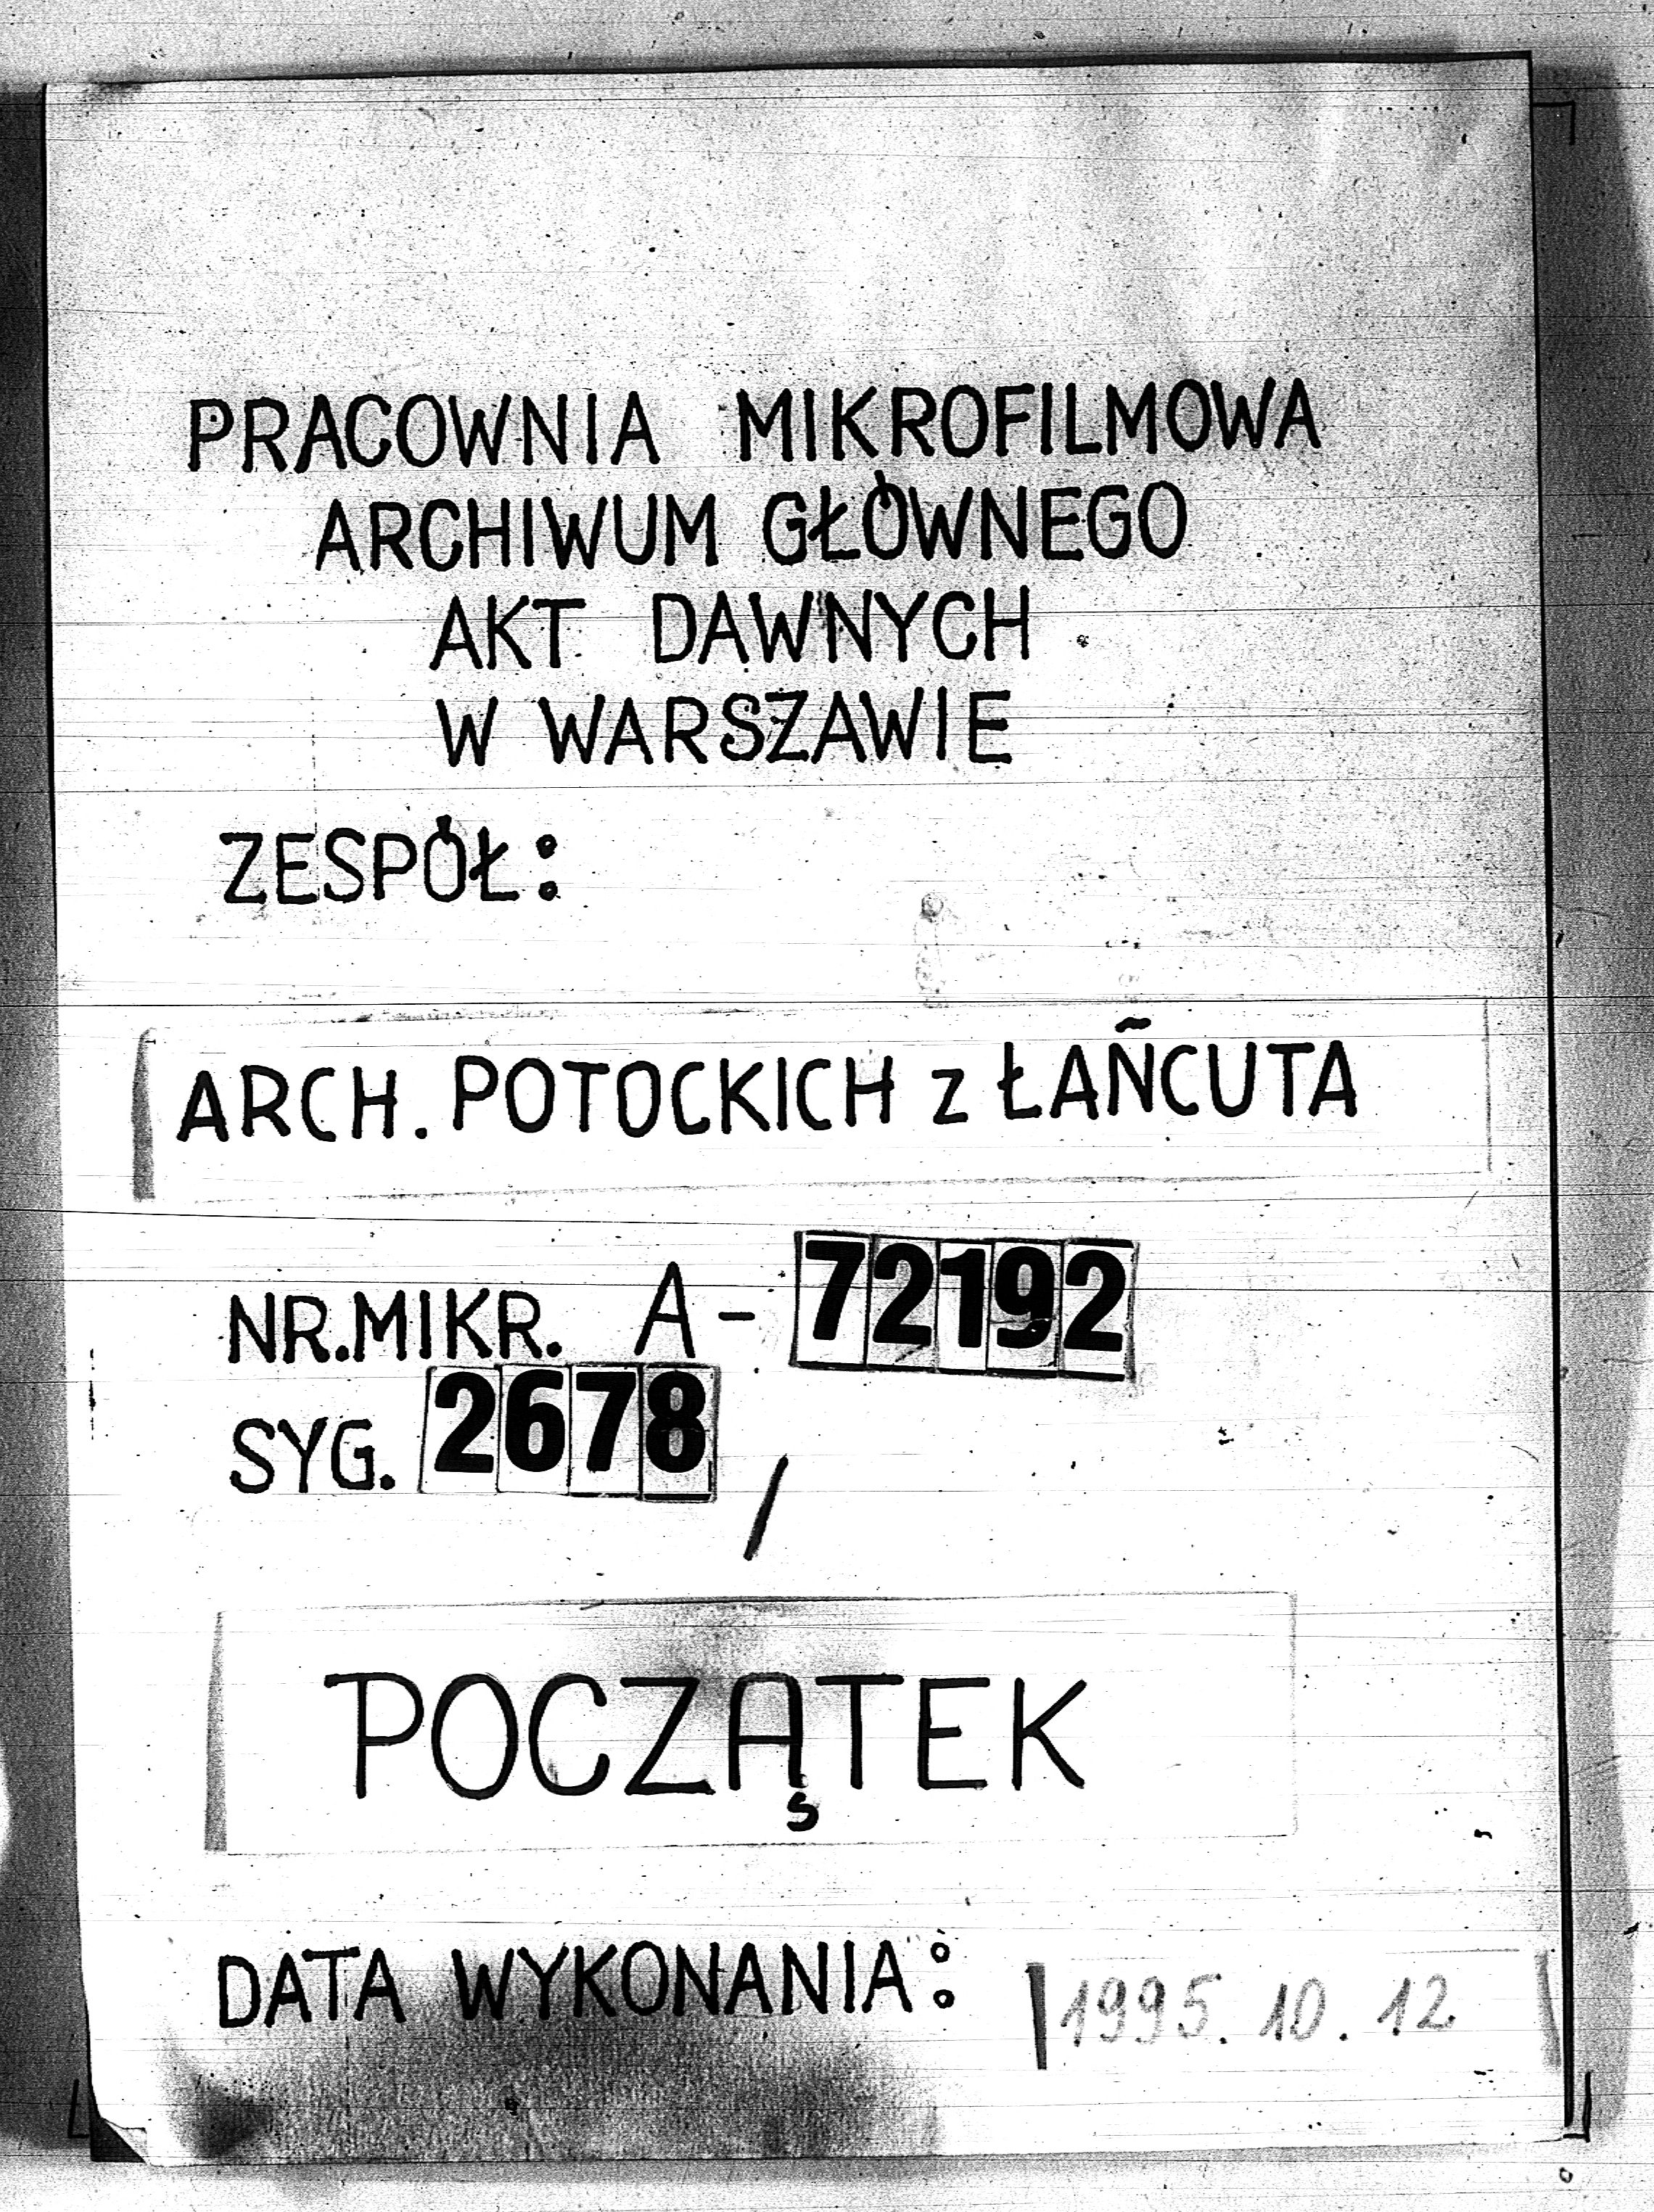 PRACOWNIA MIKROFILMOWA
ARCHIWUM GŁÓWNEGO
AKT DAWNYCH
W WARSZAWIE
ZESPÓŁ:
ARCH. POTOCKICH z ŁAŃCUTA
NR.MIKR. A-72192
SYG. 2678 /
POCZĄTEK
DATA WYKONANIA: 1995.10.12